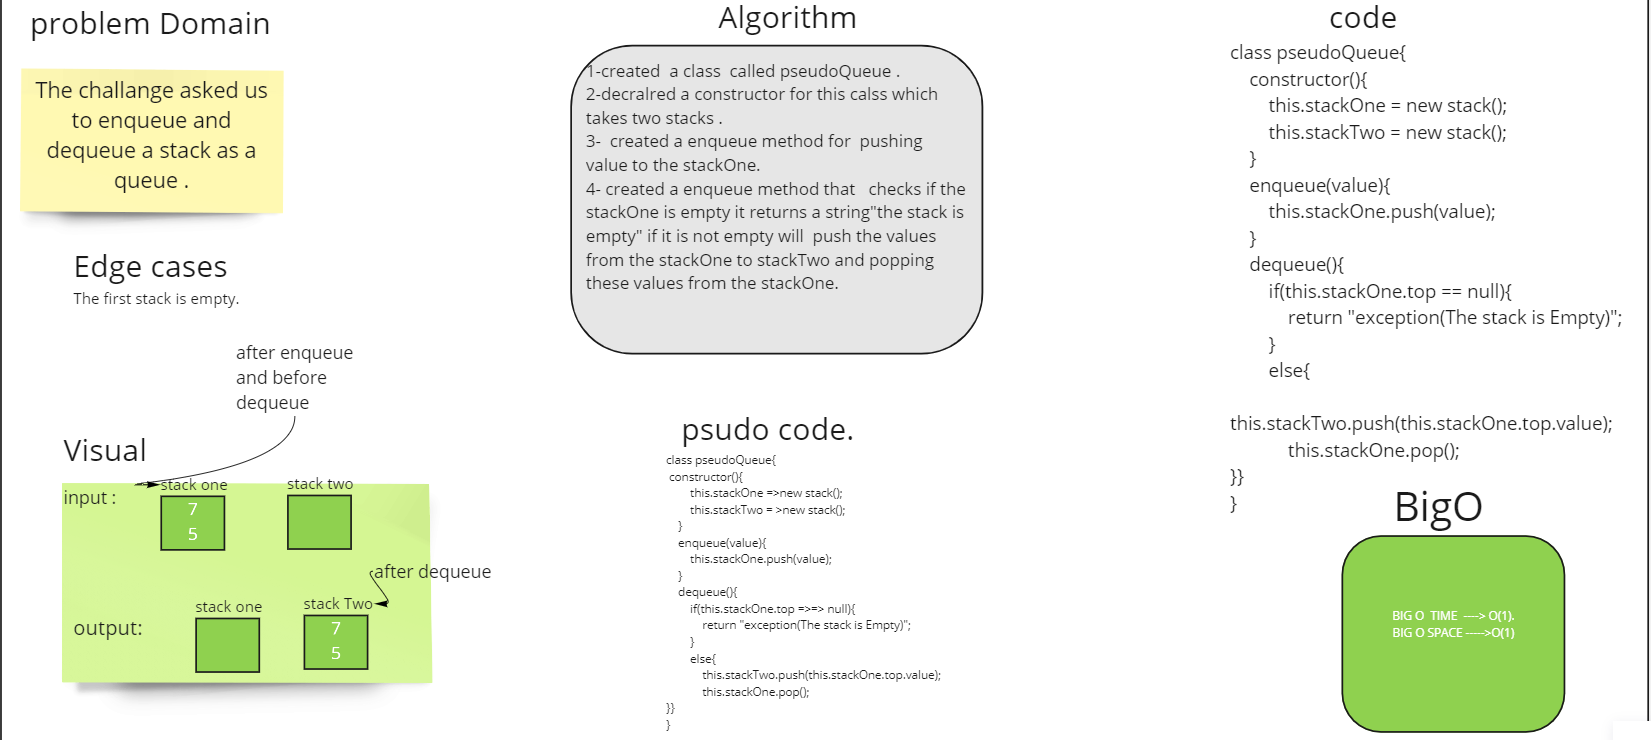 problem Domain
The challange asked us
to enqueue and
dequeue a stack as a
queue .
Edge cases
The first stack is empty.
after enqueue
and before
dequeue
Visual
input :
stack one
stack two
7
5
after dequeue
output:
stack one
stack Two
7
5
Algorithm
1-created  a class  called pseudoQueue .
2-decralred a constructor for this calss which
takes two stacks .
3-  created a enqueue method for  pushing
value to the stackOne.
4- created a enqueue method that   checks if the
stackOne is empty it returns a string"the stack is
empty" if it is not empty will  push the values
from the stackOne to stackTwo and popping
these values from the stackOne.
psudo code.
class pseudoQueue{
constructor(){
this.stackOne =>new stack();
this.stackTwo = >new stack();
}
enqueue(value){
this.stackOne.push(value);
}
dequeue(){
if(this.stackOne.top =>=> null){
return "exception(The stack is Empty)";
}
else{
this.stackTwo.push(this.stackOne.top.value);
this.stackOne.pop();
}}
}
code
class pseudoQueue{
constructor(){
this.stackOne = new stack();
this.stackTwo = new stack();
}
enqueue(value){
this.stackOne.push(value);
}
dequeue(){
if(this.stackOne.top == null){
return "exception(The stack is Empty)";
}
else{
this.stackTwo.push(this.stackOne.top.value);
this.stackOne.pop();
}}
}
BigO
BIG O  TIME  ----> O(1).
BIG O SPACE ----->O(1)